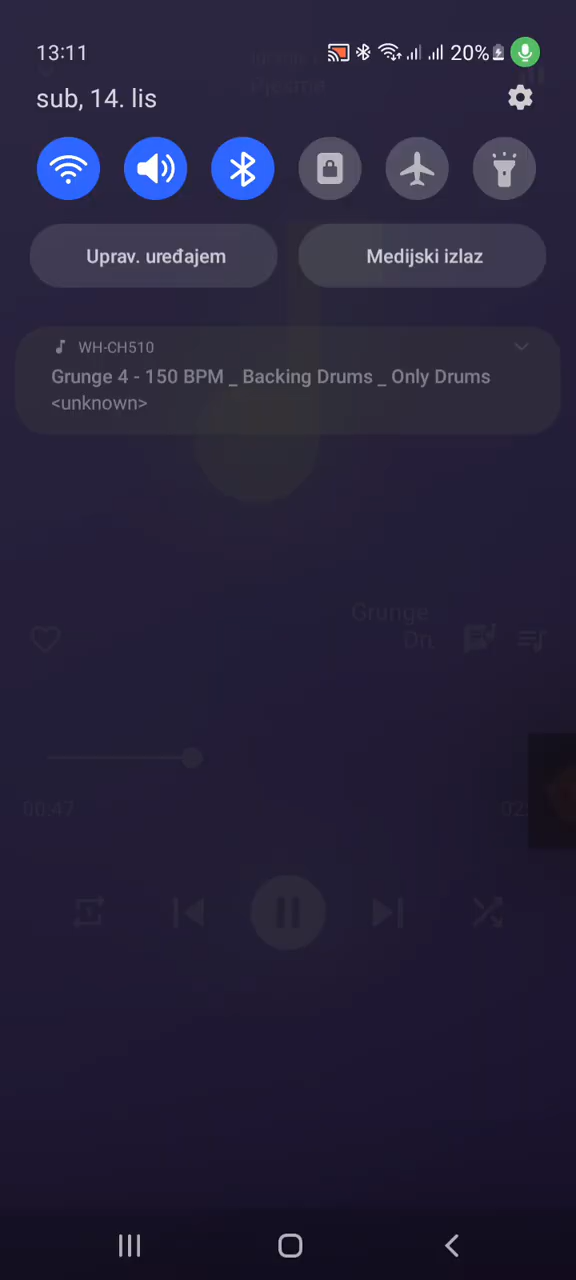 13:11
20%
sub, 14. lis
Pjesme
Uprav. uređajem
Medijski izlaz
WH-CH510
Grunge 4 - 150 BPM _ Backing Drums _ Only Drums
<unknown>
Grunge
00:47